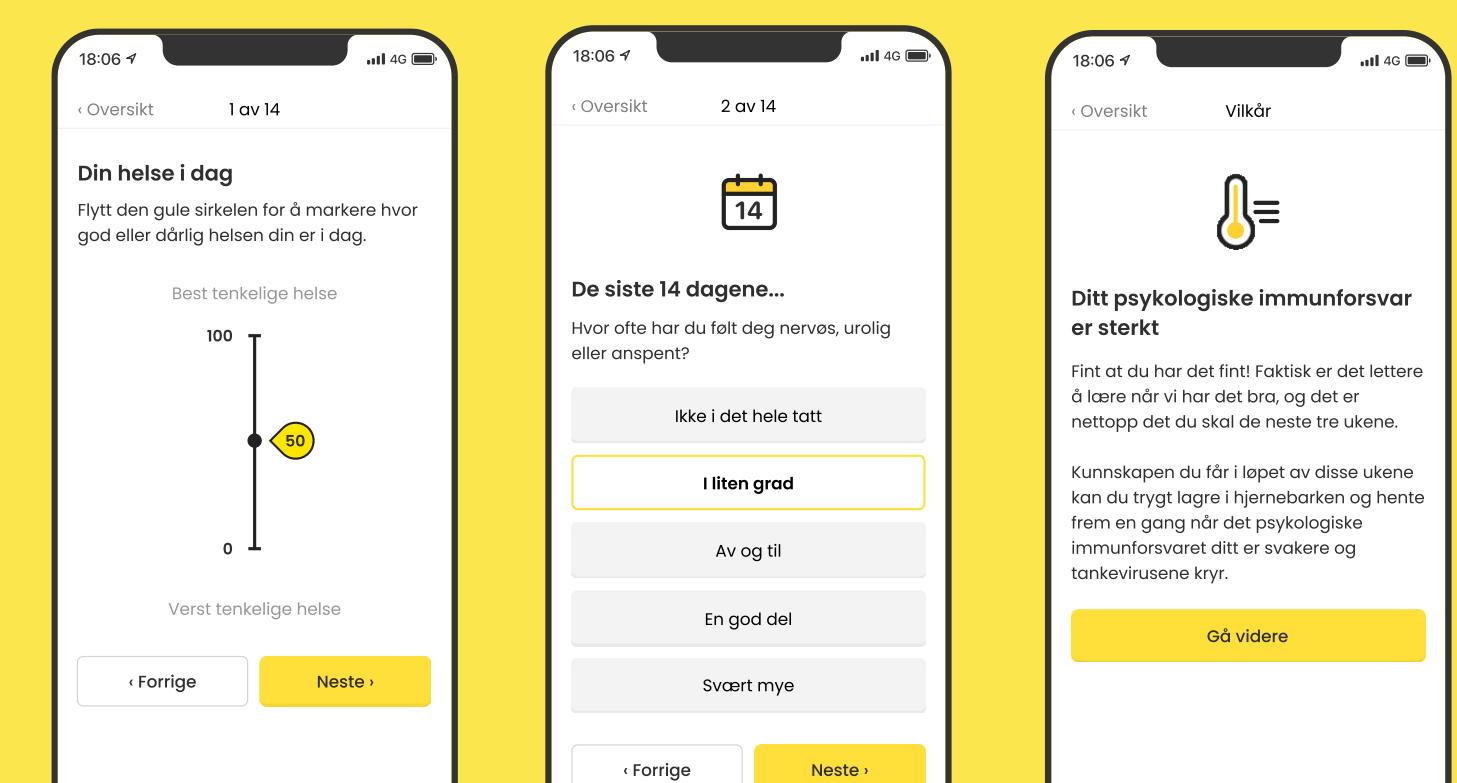 18:06
4G
‹ Oversikt
1 av 14
Din helse i dag
Flytt den gule sirkelen for å markere hvor
god eller dårlig helsen din er i dag.
Best tenkelige helse
100
50
0
Verst tenkelige helse
‹ Forrige
Neste ›
18:06
4G
‹ Oversikt
2 av 14
14
De siste 14 dagene...
Hvor ofte har du følt deg nervøs, urolig
eller anspent?
Ikke i det hele tatt
I liten grad
Av og til
En god del
Svært mye
‹ Forrige
Neste ›
18:06
4G
‹ Oversikt
Vilkår
Ditt psykologiske immunforsvar
er sterkt
Fint at du har det fint! Faktisk er det lettere
å lære når vi har det bra, og det er
nettopp det du skal de neste tre ukene.
Kunnskapen du får i løpet av disse ukene
kan du trygt lagre i hjernebarken og hente
frem en gang når det psykologiske
immunforsvaret ditt er svakere og
tankevirusene kryr.
Gå videre